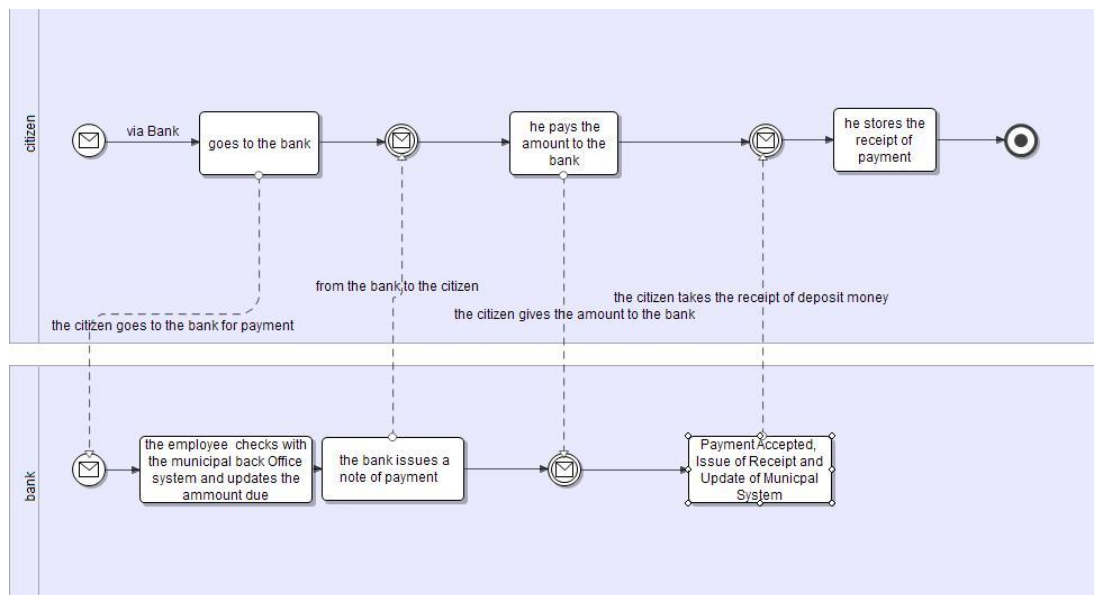 citizen
via Bank
goes to the bank
he pays the
amount to the
bank
he stores the
receipt of
payment
from the bank to the citizen
the citizen takes the receipt of deposit money
the citizen gives the amount to the bank
the citizen goes to the bank for payment
bank
the employee checks with
the municipal back Office
system and updates the
ammount due
the bank issues a
note of payment
Payment Accepted,
Issue of Receipt and
Update of Municpal
System